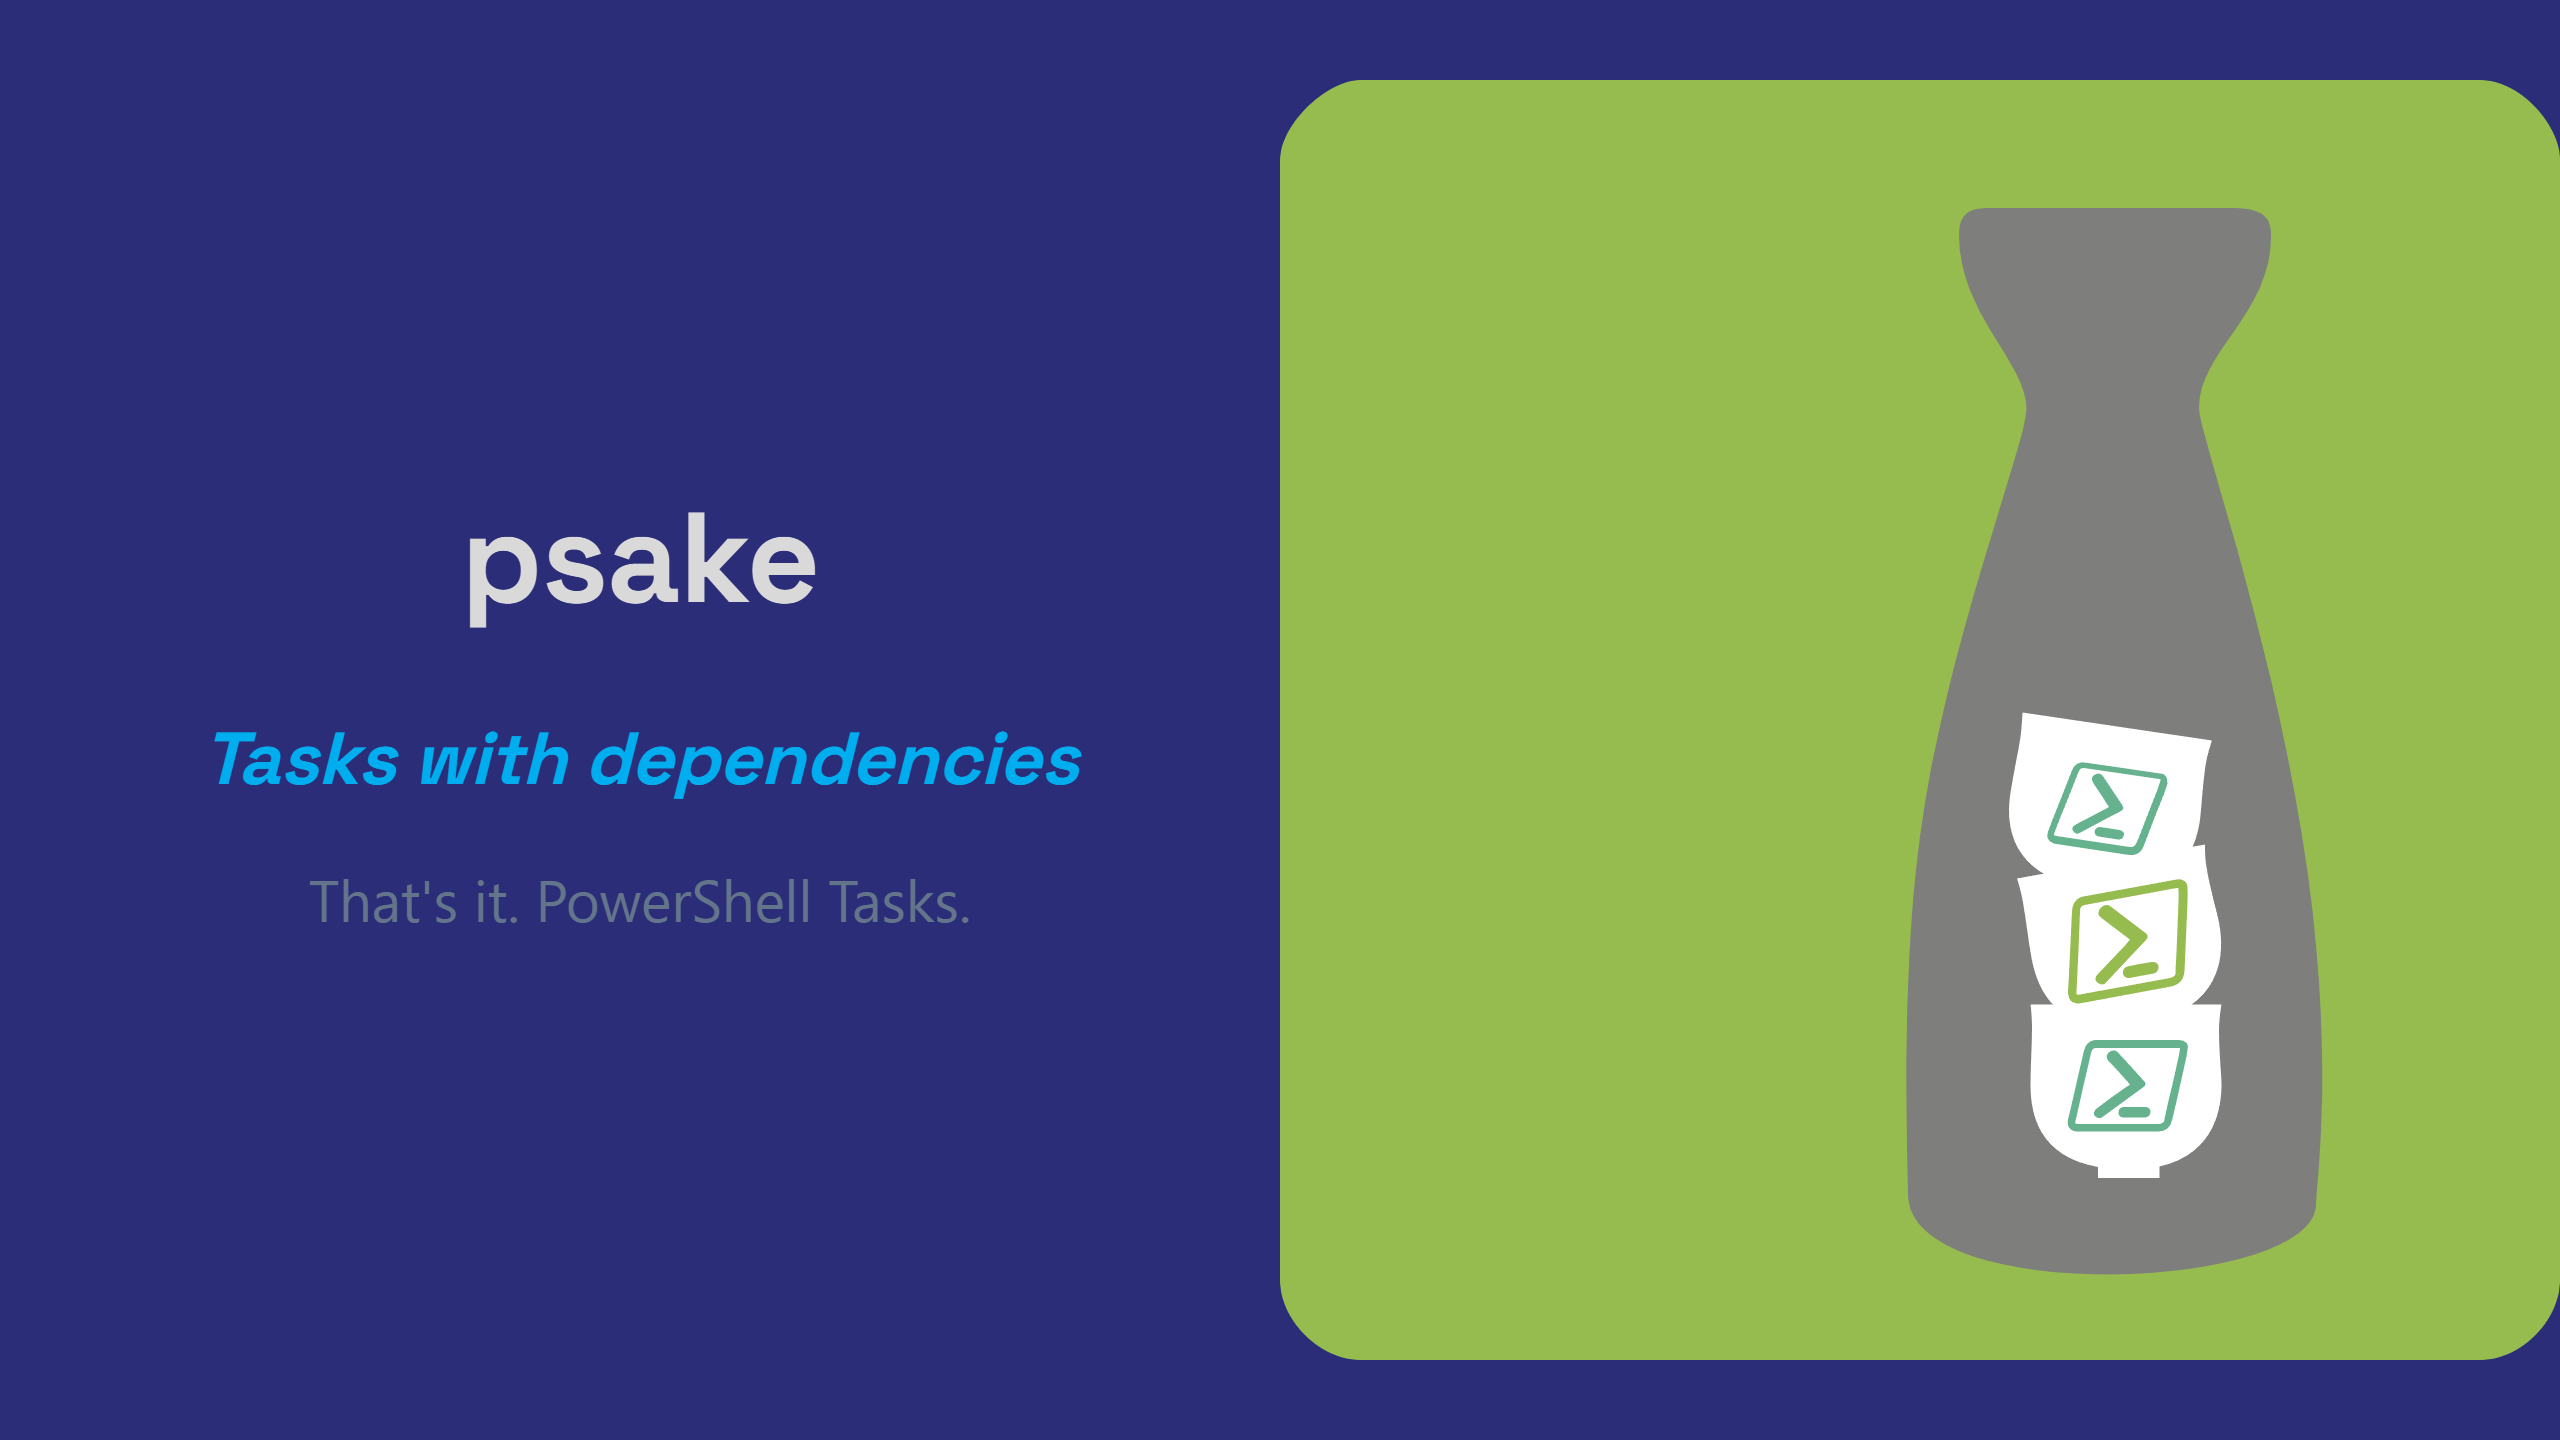 psake
Tasks with dependencies
That's it. PowerShell Tasks.